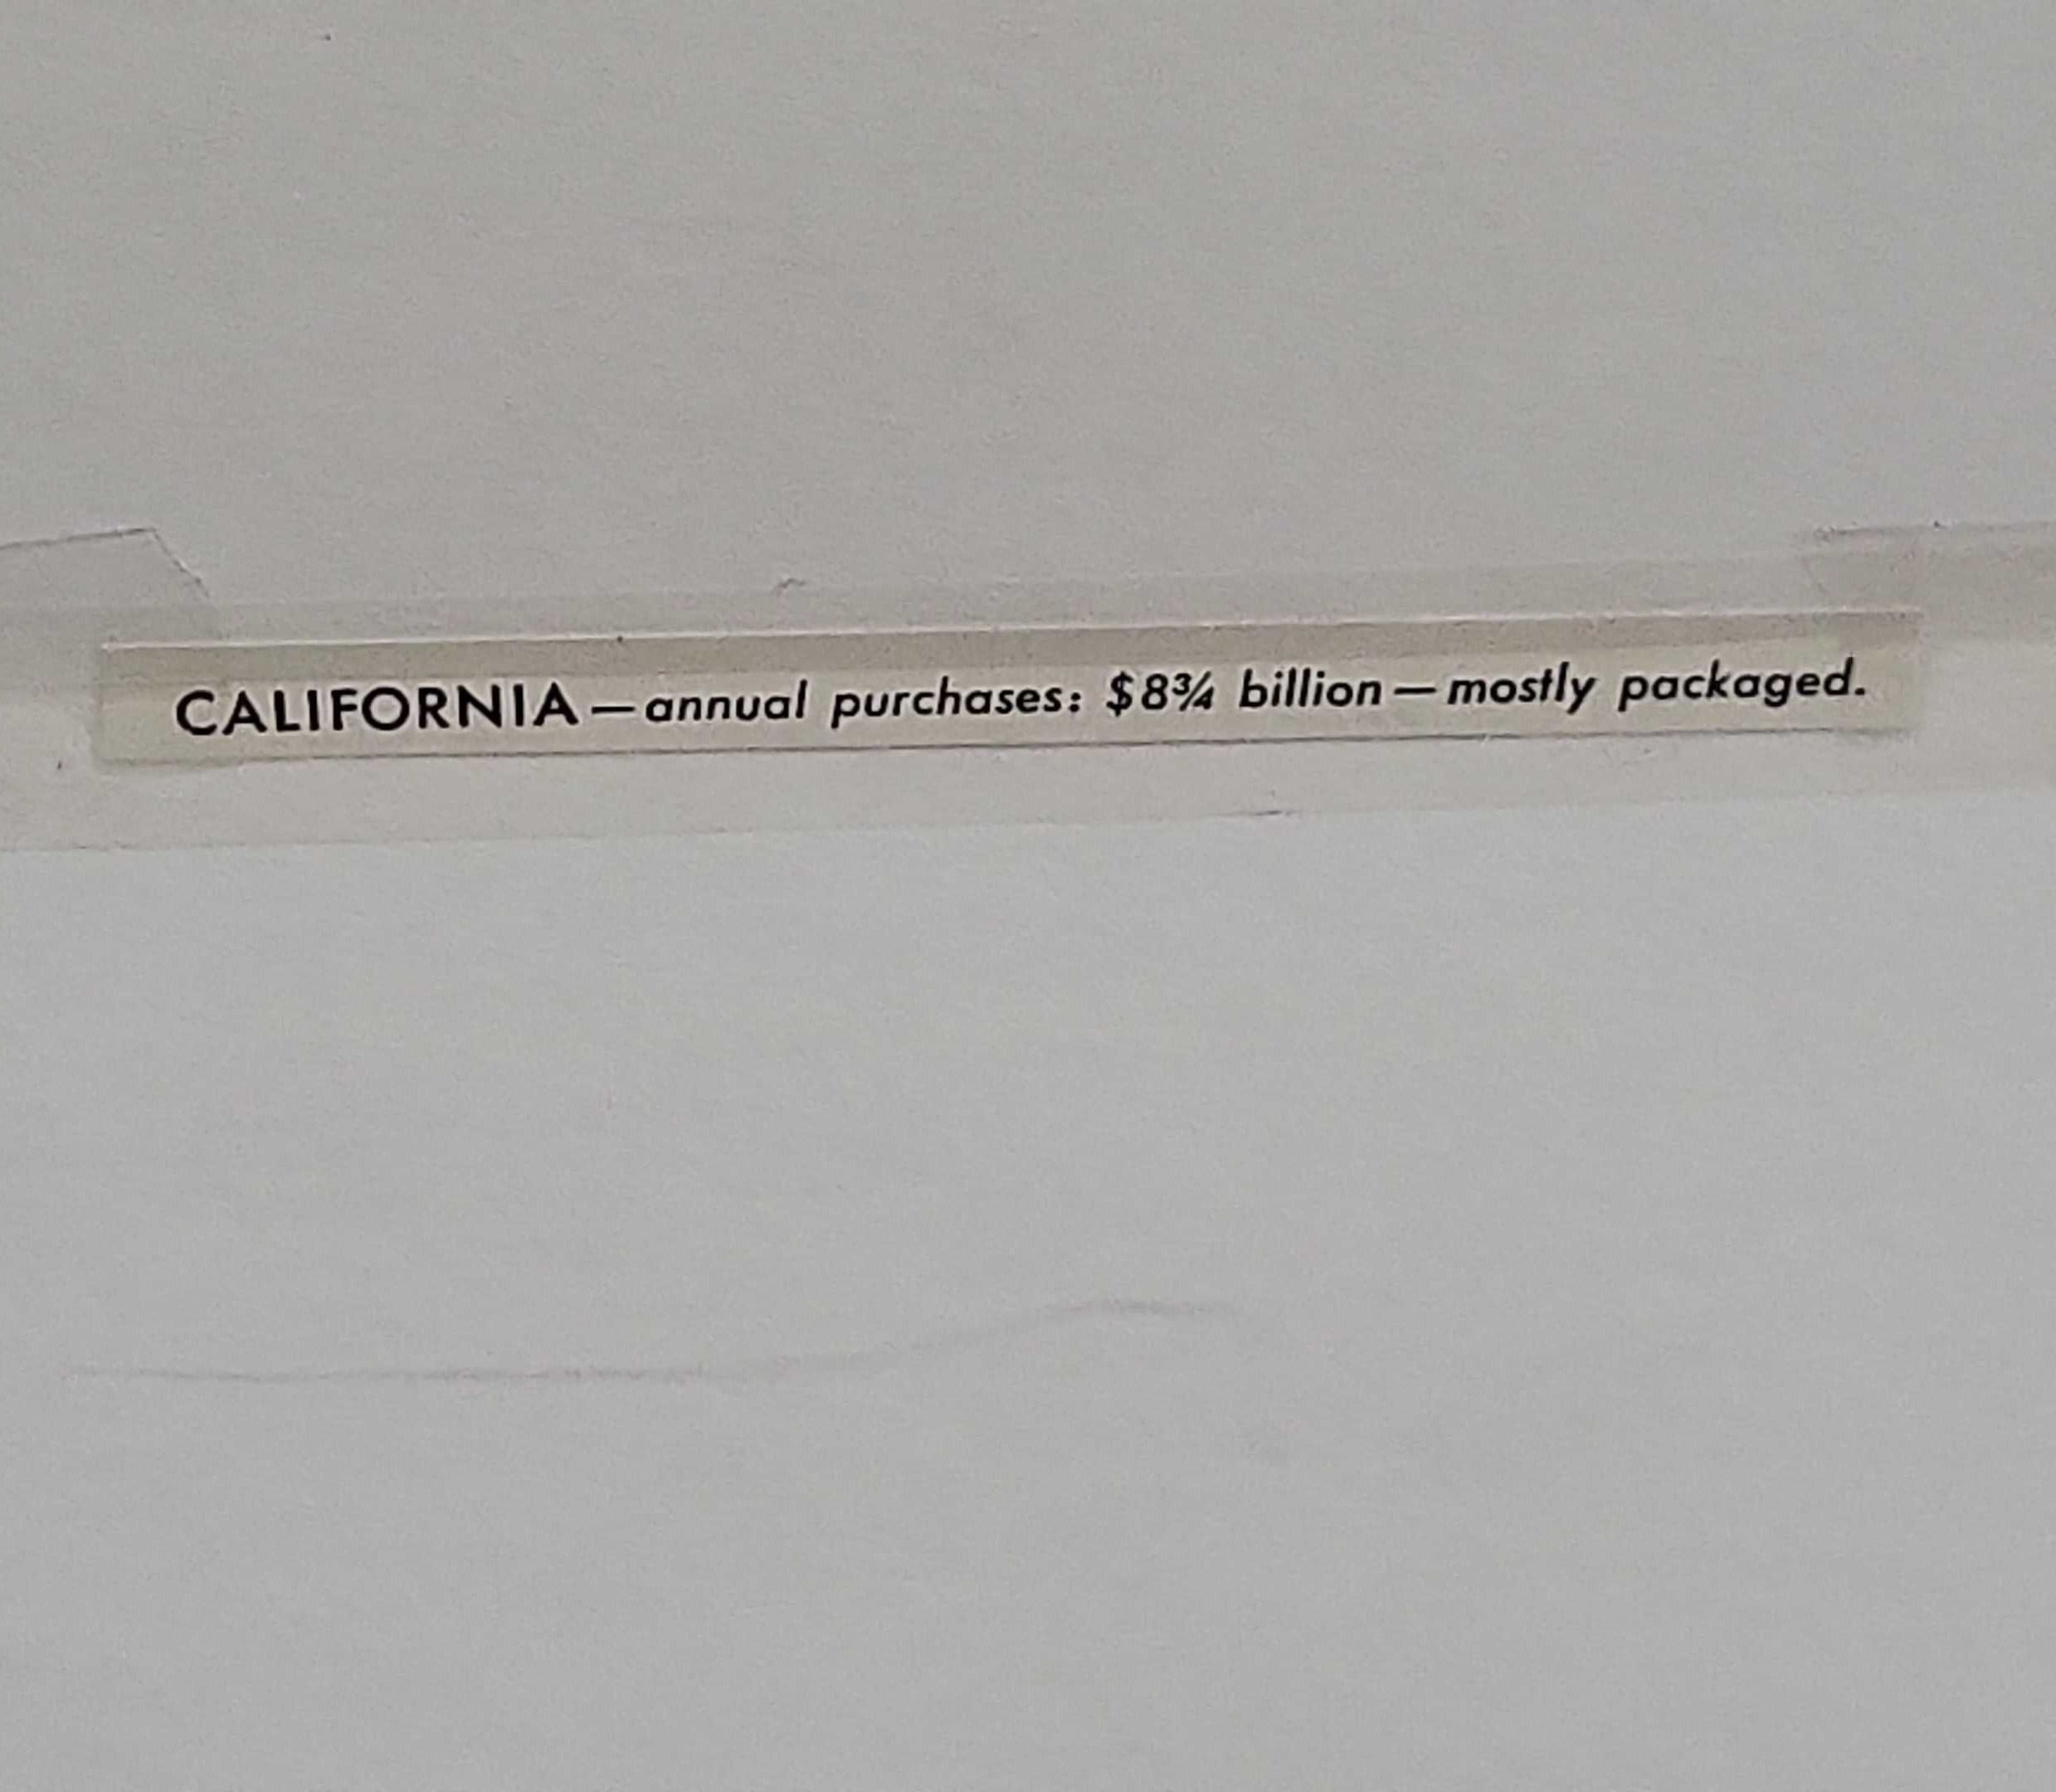 CALIFORNIA—annual purchases: $8¾ billion—mostly packaged.